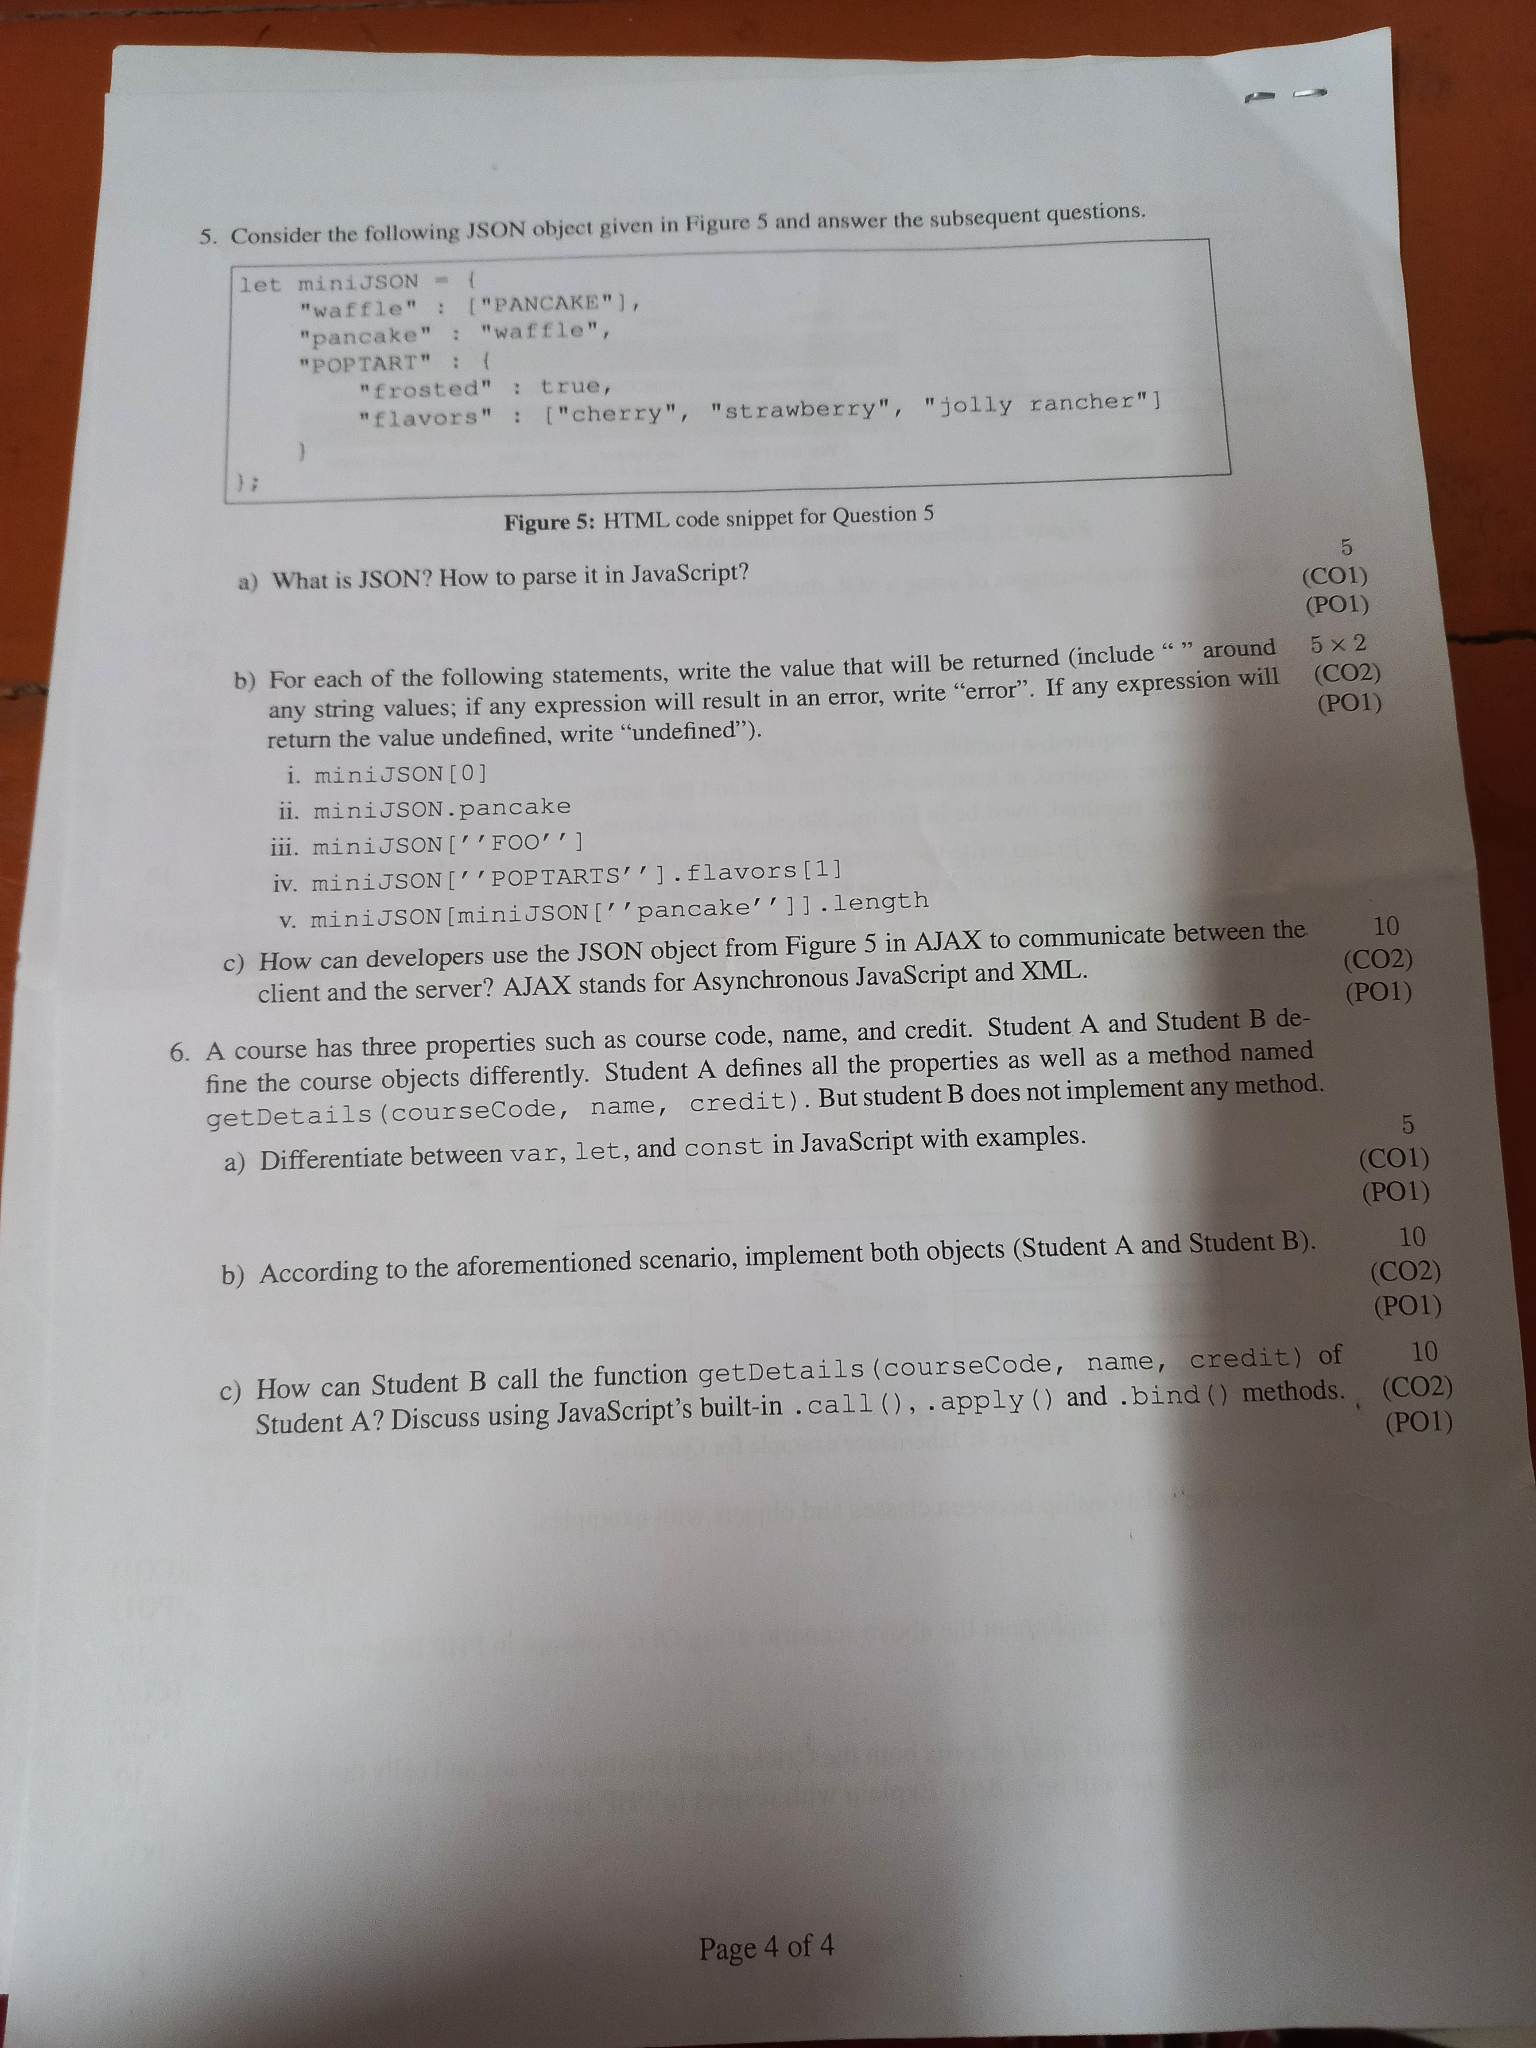 5. Consider the following JSON object given in Figure 5 and answer the subsequent questions.
let miniJSON = {
"waffle" : ["PANCAKE"],
"pancake" : "waffle",
"POPTART" : {
"frosted" : true,
"flavors" : ["cherry", "strawberry", "jolly rancher"]
}
};
Figure 5: HTML code snippet for Question 5
a) What is JSON? How to parse it in JavaScript?
5
(CO1)
(PO1)
b) For each of the following statements, write the value that will be returned (include “ ” around 5 × 2
any string values; if any expression will result in an error, write “error”. If any expression will (CO2)
return the value undefined, write “undefined”). (PO1)
i. miniJSON[0]
ii. miniJSON.pancake
iii. miniJSON[’’FOO’’]
iv. miniJSON[’’POPTARTS’’].flavors[1]
v. miniJSON[miniJSON[’’pancake’’]].length
c) How can developers use the JSON object from Figure 5 in AJAX to communicate between the 10
client and the server? AJAX stands for Asynchronous JavaScript and XML. (CO2)
(PO1)
6. A course has three properties such as course code, name, and credit. Student A and Student B de-
fine the course objects differently. Student A defines all the properties as well as a method named
getDetails(courseCode, name, credit). But student B does not implement any method.
a) Differentiate between var, let, and const in JavaScript with examples. 5
(CO1)
(PO1)
b) According to the aforementioned scenario, implement both objects (Student A and Student B). 10
(CO2)
(PO1)
c) How can Student B call the function getDetails(courseCode, name, credit) of 10
Student A? Discuss using JavaScript’s built-in .call(), .apply() and .bind() methods. (CO2)
(PO1)
Page 4 of 4